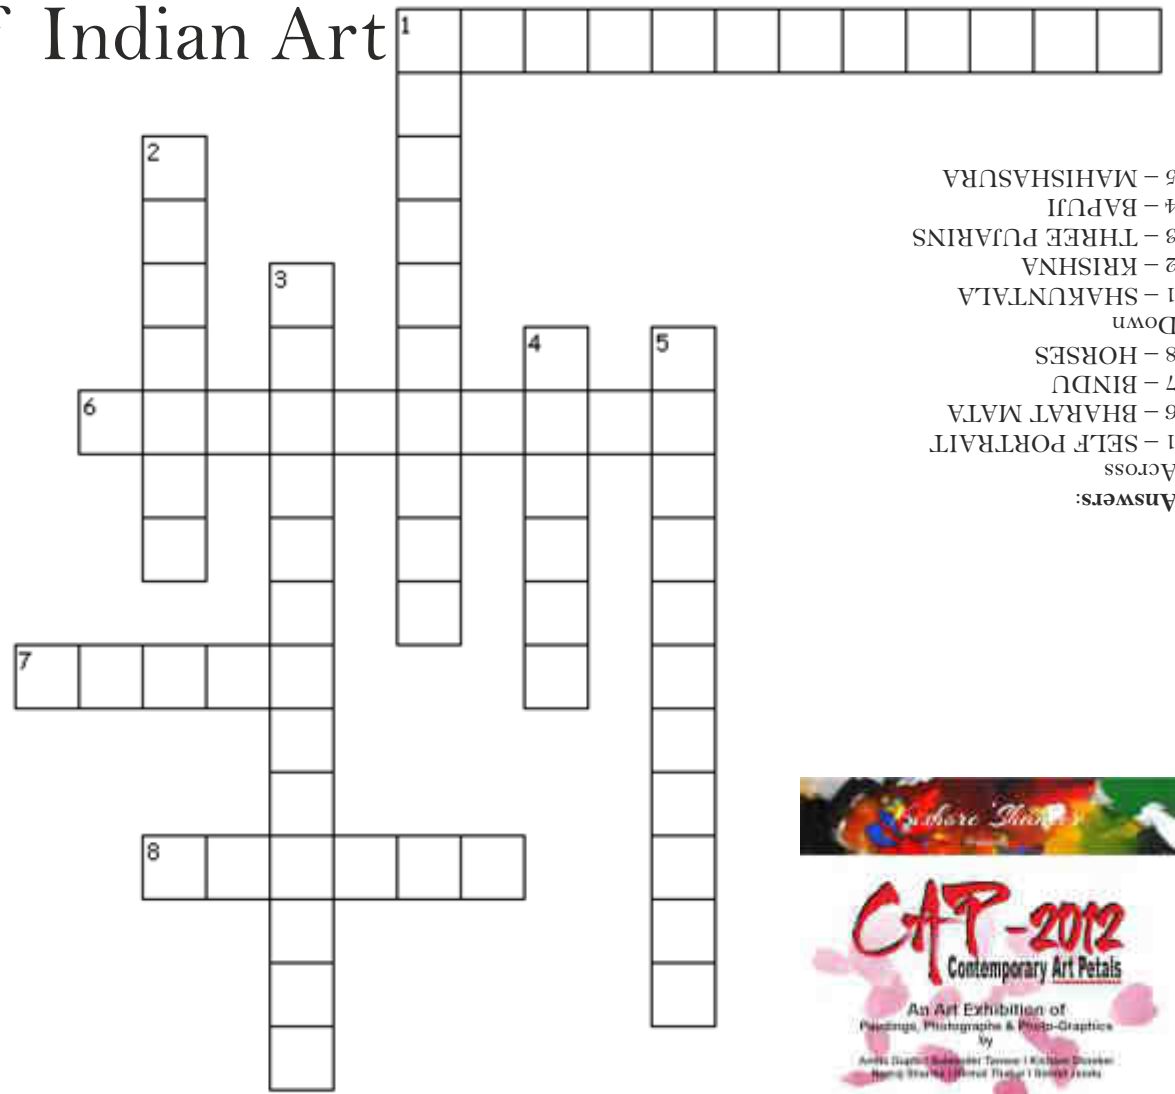 f Indian Art
1
2
3
4
5
6
7
8
Answers:
Across
1 – SELF PORTRAIT
6 – BHARAT MATA
7 – BINDU
8 – HORSES
Down
1 – SHAKUNTALA
2 – KRISHNA
3 – THREE PUJARINS
4 – BAPUJI
5 – MAHISHASURA
CAP-2012
Contemporary Art Petals
An Art Exhibition of
Paintings, Photographs & Photo-Graphics
by